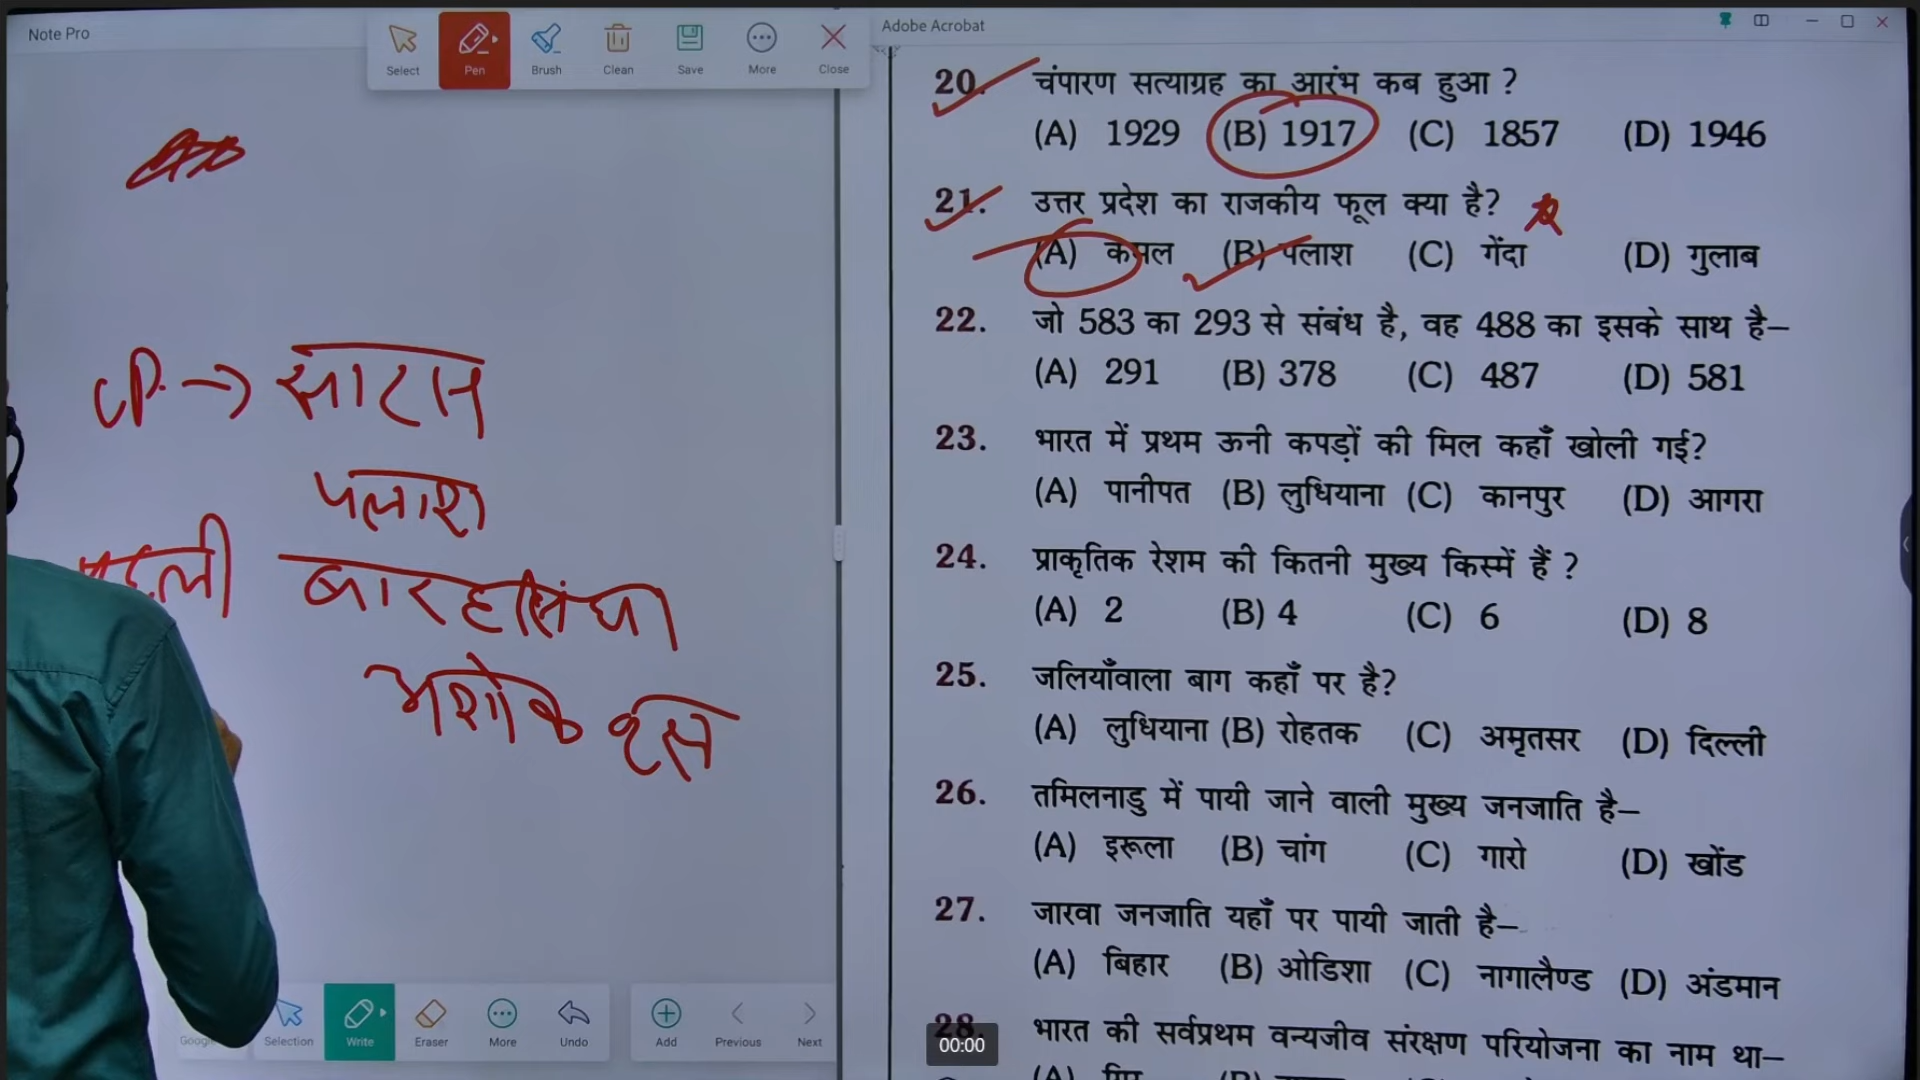 Note Pro
Select Pen Brush Clean Save More Close
UP. → सारस
पलाश
बारहसिंघा
अशोक वृक्ष
Selection Write Eraser More Undo Add Previous Next
Adobe Acrobat
20. चंपारण सत्याग्रह का आरंभ कब हुआ ?
(A) 1929 (B) 1917 (C) 1857 (D) 1946
21. उत्तर प्रदेश का राजकीय फूल क्या है?
(A) कमल (B) पलाश (C) गेंदा (D) गुलाब
22. जो 583 का 293 से संबंध है, वह 488 का इसके साथ है–
(A) 291 (B) 378 (C) 487 (D) 581
23. भारत में प्रथम ऊनी कपड़ों की मिल कहाँ खोली गई?
(A) पानीपत (B) लुधियाना (C) कानपुर (D) आगरा
24. प्राकृतिक रेशम की कितनी मुख्य किस्में हैं ?
(A) 2 (B) 4 (C) 6 (D) 8
25. जलियाँवाला बाग कहाँ पर है?
(A) लुधियाना (B) रोहतक (C) अमृतसर (D) दिल्ली
26. तमिलनाडु में पायी जाने वाली मुख्य जनजाति है–
(A) इरूला (B) चांग (C) गारो (D) खोंड
27. जारवा जनजाति यहाँ पर पायी जाती है–
(A) बिहार (B) ओडिशा (C) नागालैण्ड (D) अंडमान
28. भारत की सर्वप्रथम वन्यजीव संरक्षण परियोजना का नाम था–
00:00